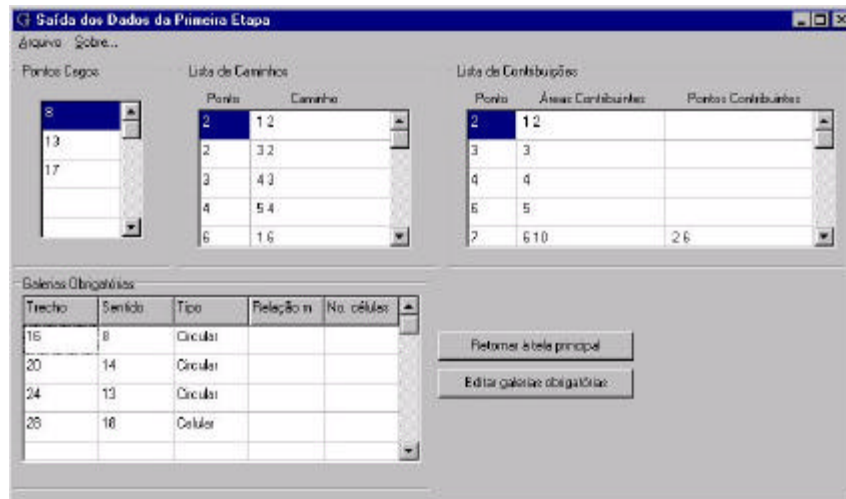 Saída dos Dados da Primeira Etapa
Arquivo Sobre...
Pontos Cegos
8
13
17
Lista de Caminhos
Ponto Caminho
2 1 2
2 3 2
3 4 3
4 5 4
6 1 6
Lista de Contribuições
Ponto Áreas Contribuintes Pontos Contribuintes
2 1 2
3 3
4 4
6 5
7 6 10 2 6
Galerias Obrigatórias
Trecho Sentido Tipo Relação m No. células
16 8 Circular
20 14 Circular
24 13 Circular
28 18 Celular
Retornar à tela principal
Editar galerias obrigatórias